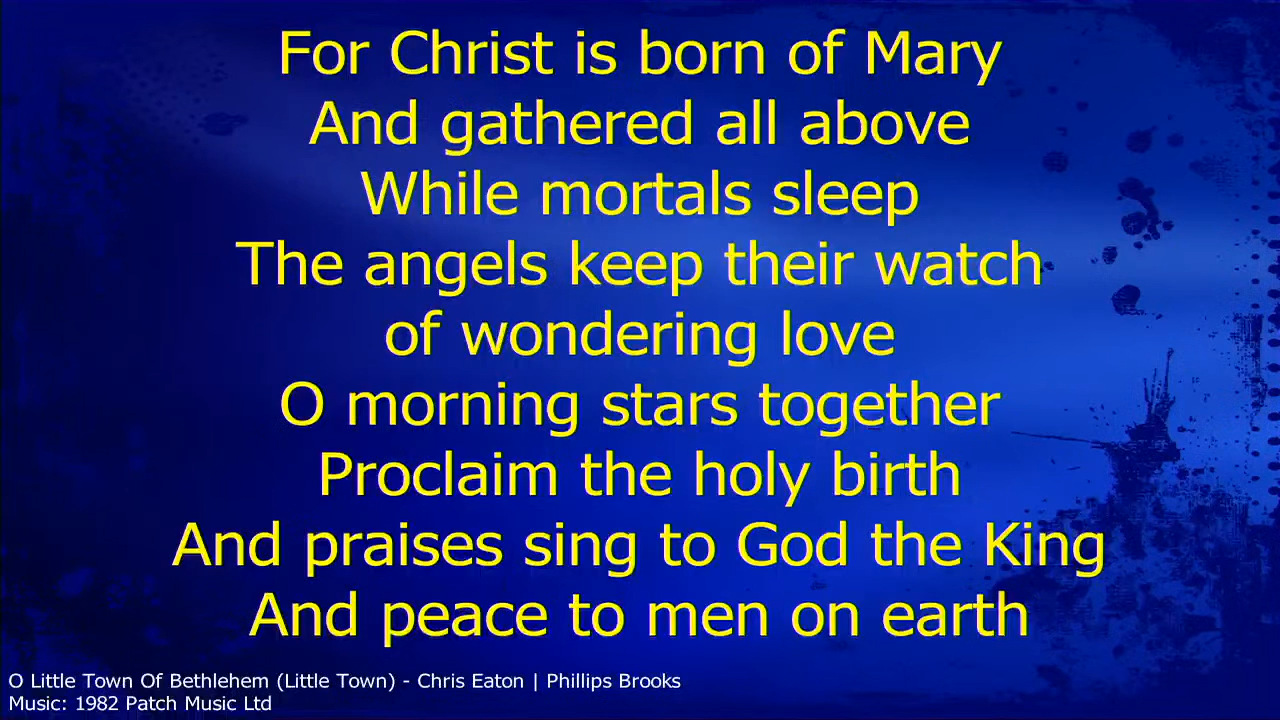 For Christ is born of Mary
And gathered all above
While mortals sleep
The angels keep their watch
of wondering love
O morning stars together
Proclaim the holy birth
And praises sing to God the King
And peace to men on earth
O Little Town Of Bethlehem (Little Town) - Chris Eaton | Phillips Brooks
Music: 1982 Patch Music Ltd